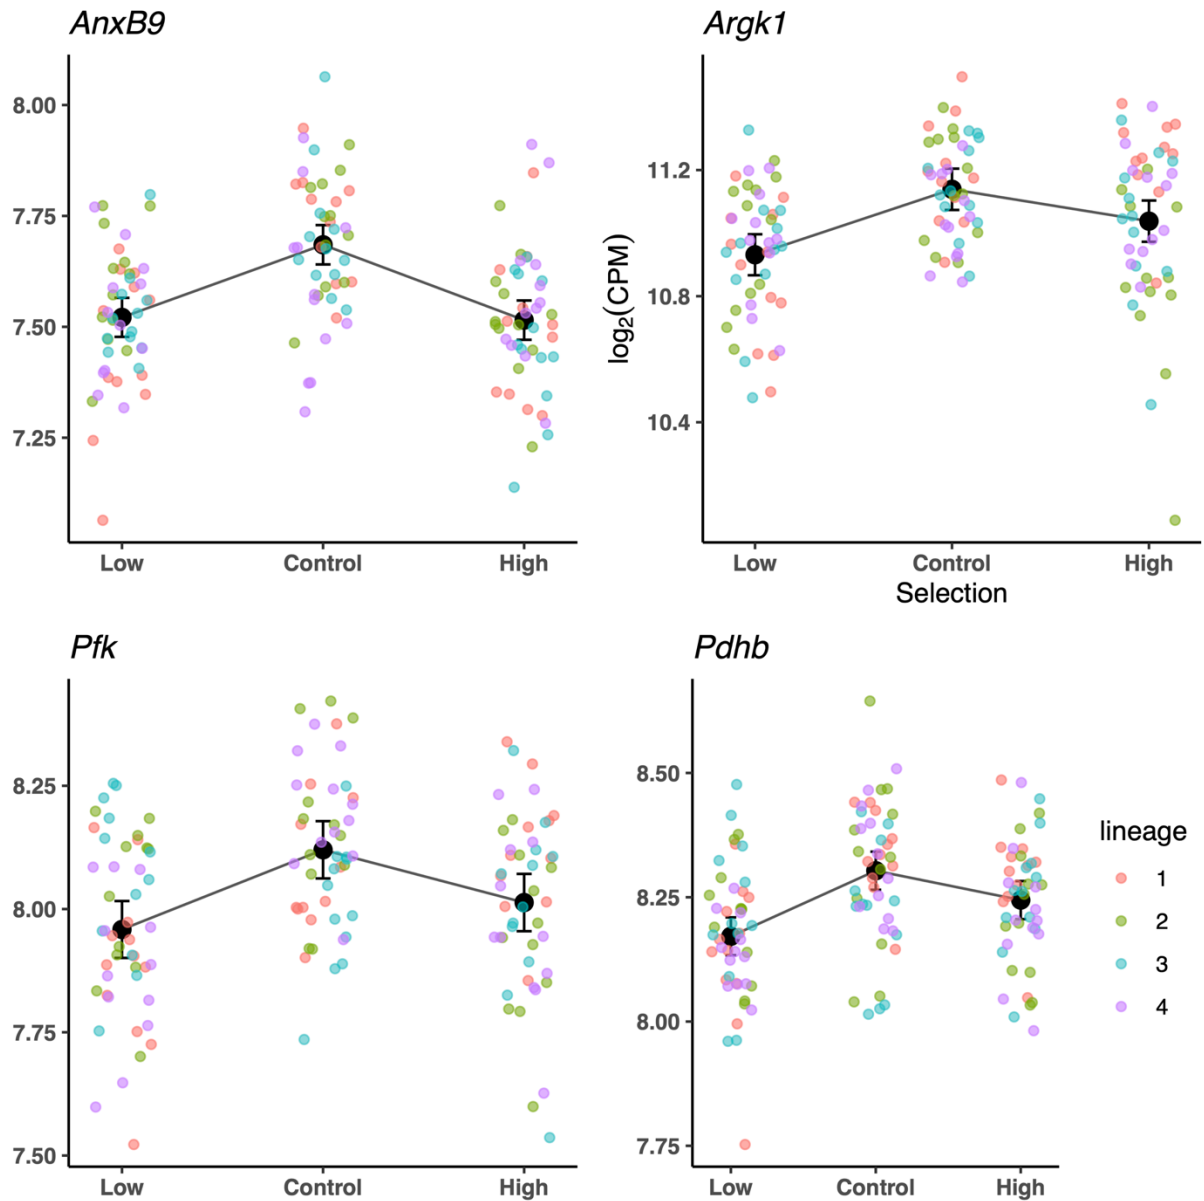 AnxB9
8.00
7.75
7.50
7.25
Low Control High
Argk1
log₂(CPM)
11.2
10.8
10.4
Low Control High
Selection
Pfk
8.25
8.00
7.75
7.50
Low Control High
Pdhb
8.50
8.25
8.00
7.75
Low Control High
lineage
1
2
3
4